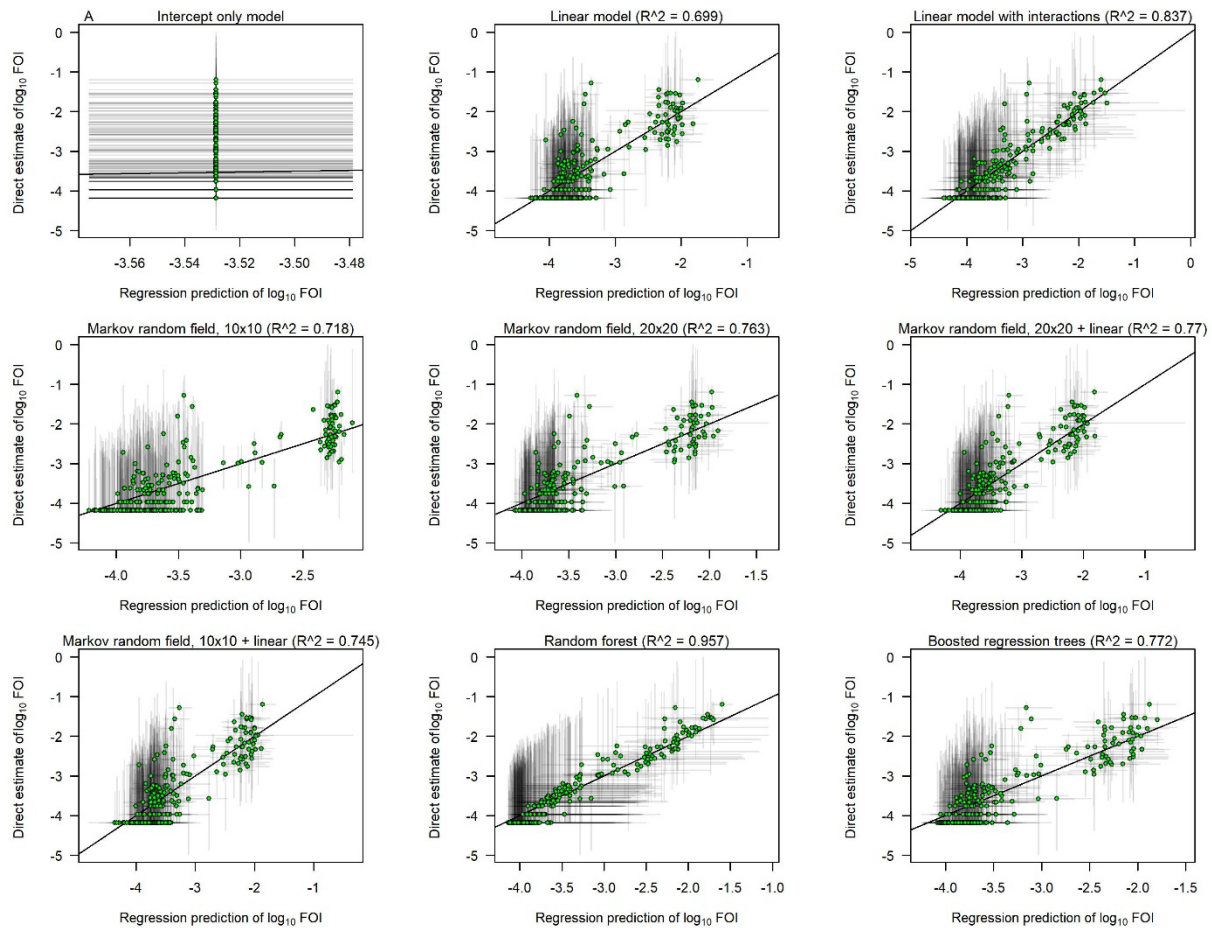 A Intercept only model
Direct estimate of log10 FOI
0
-1
-2
-3
-4
-5
-3.56 -3.54 -3.52 -3.50 -3.48
Regression prediction of log10 FOI
Linear model (R^2 = 0.699)
Direct estimate of log10 FOI
0
-1
-2
-3
-4
-5
-4 -3 -2 -1
Regression prediction of log10 FOI
Linear model with interactions (R^2 = 0.837)
Direct estimate of log10 FOI
0
-1
-2
-3
-4
-5
-5 -4 -3 -2 -1 0
Regression prediction of log10 FOI
Markov random field, 10x10 (R^2 = 0.718)
Direct estimate of log10 FOI
0
-1
-2
-3
-4
-5
-4.0 -3.5 -3.0 -2.5
Regression prediction of log10 FOI
Markov random field, 20x20 (R^2 = 0.763)
Direct estimate of log10 FOI
0
-1
-2
-3
-4
-5
-4.0 -3.5 -3.0 -2.5 -2.0 -1.5
Regression prediction of log10 FOI
Markov random field, 20x20 + linear (R^2 = 0.77)
Direct estimate of log10 FOI
0
-1
-2
-3
-4
-5
-4 -3 -2 -1
Regression prediction of log10 FOI
Markov random field, 10x10 + linear (R^2 = 0.745)
Direct estimate of log10 FOI
0
-1
-2
-3
-4
-5
-4 -3 -2 -1
Regression prediction of log10 FOI
Random forest (R^2 = 0.957)
Direct estimate of log10 FOI
0
-1
-2
-3
-4
-5
-4.0 -3.5 -3.0 -2.5 -2.0 -1.5 -1.0
Regression prediction of log10 FOI
Boosted regression trees (R^2 = 0.772)
Direct estimate of log10 FOI
0
-1
-2
-3
-4
-5
-4.0 -3.5 -3.0 -2.5 -2.0 -1.5
Regression prediction of log10 FOI